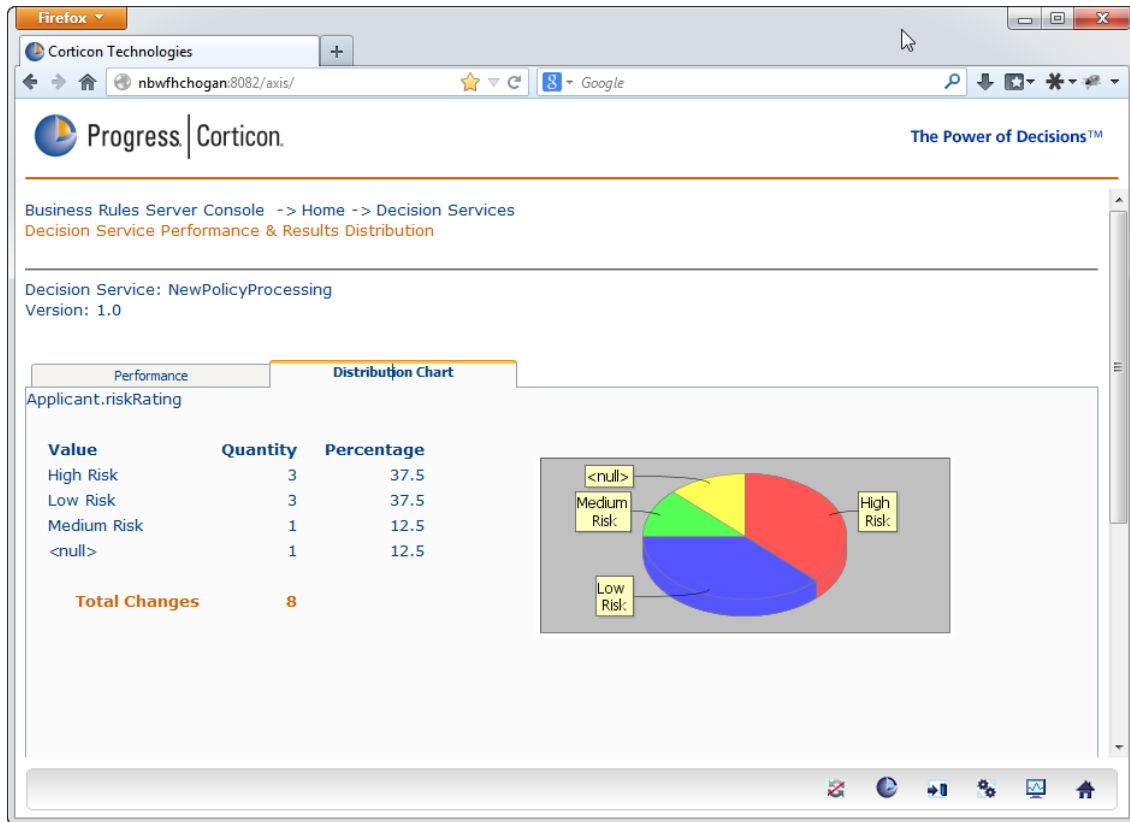 Firefox
Corticon Technologies
nbwfhchogan:8082/axis/
Google
Progress. Corticon.
The Power of Decisions™
Business Rules Server Console -> Home -> Decision Services
Decision Service Performance & Results Distribution
Decision Service: NewPolicyProcessing
Version: 1.0
Performance
Distribution Chart
Applicant.riskRating
Value Quantity Percentage
High Risk 3 37.5
Low Risk 3 37.5
Medium Risk 1 12.5
<null> 1 12.5
Total Changes 8
<null>
Medium
Risk
High
Risk
Low
Risk